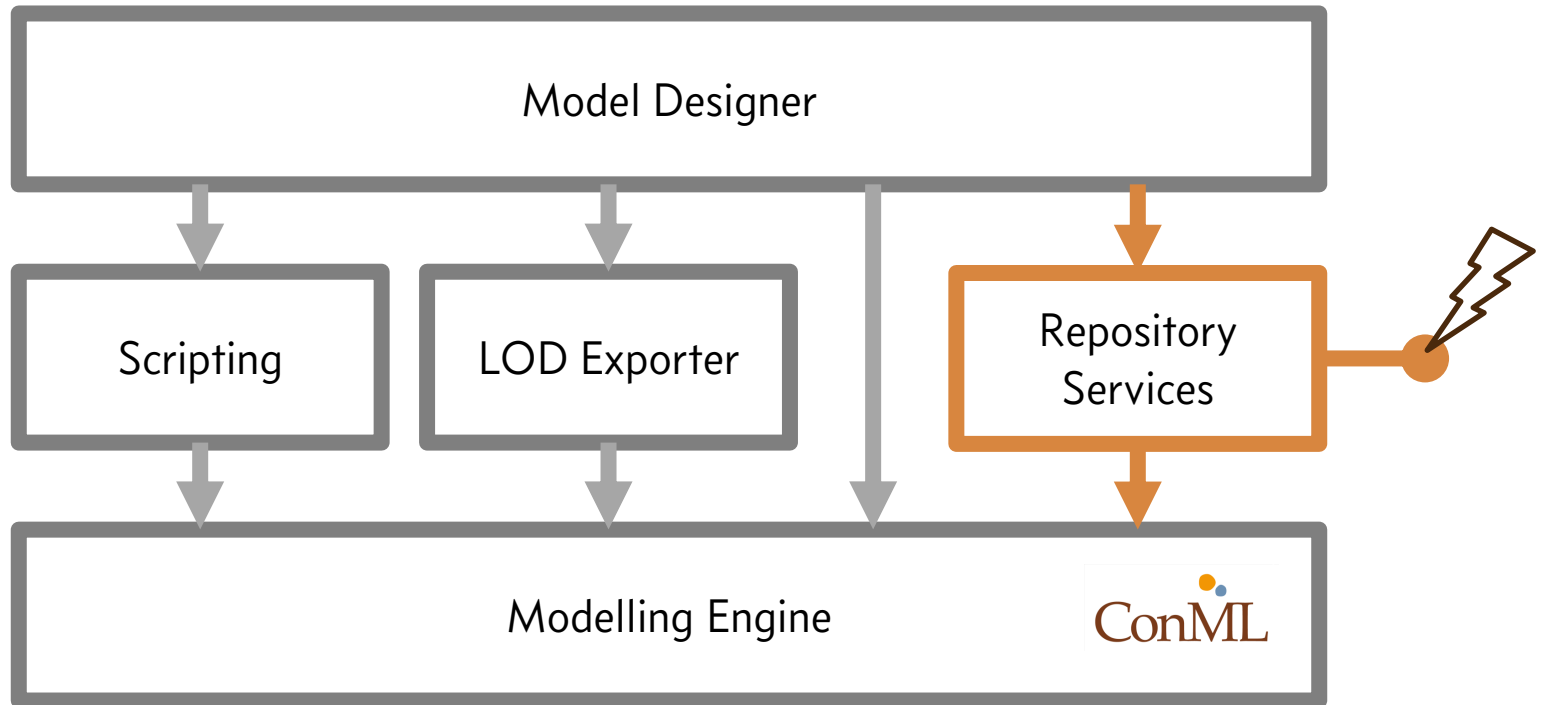 Model Designer
Scripting
LOD Exporter
Repository
Services
Modelling Engine
ConML